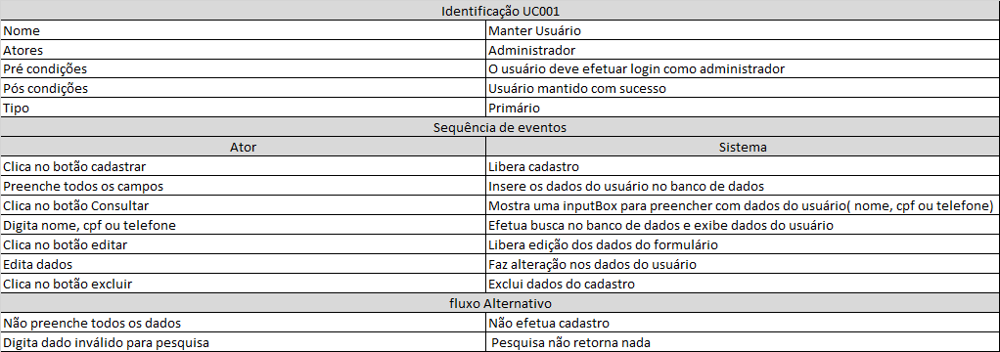 Identificação UC001
Nome Manter Usuário
Atores Administrador
Pré condições O usuário deve efetuar login como administrador
Pós condições Usuário mantido com sucesso
Tipo Primário
Sequência de eventos
Ator Sistema
Clica no botão cadastrar Libera cadastro
Preenche todos os campos Insere os dados do usuário no banco de dados
Clica no botão Consultar Mostra uma inputBox para preencher com dados do usuário( nome, cpf ou telefone)
Digita nome, cpf ou telefone Efetua busca no banco de dados e exibe dados do usuário
Clica no botão editar Libera edição dos dados do formulário
Edita dados Faz alteração nos dados do usuário
Clica no botão excluir Exclui dados do cadastro
fluxo Alternativo
Não preenche todos os dados Não efetua cadastro
Digita dado inválido para pesquisa Pesquisa não retorna nada